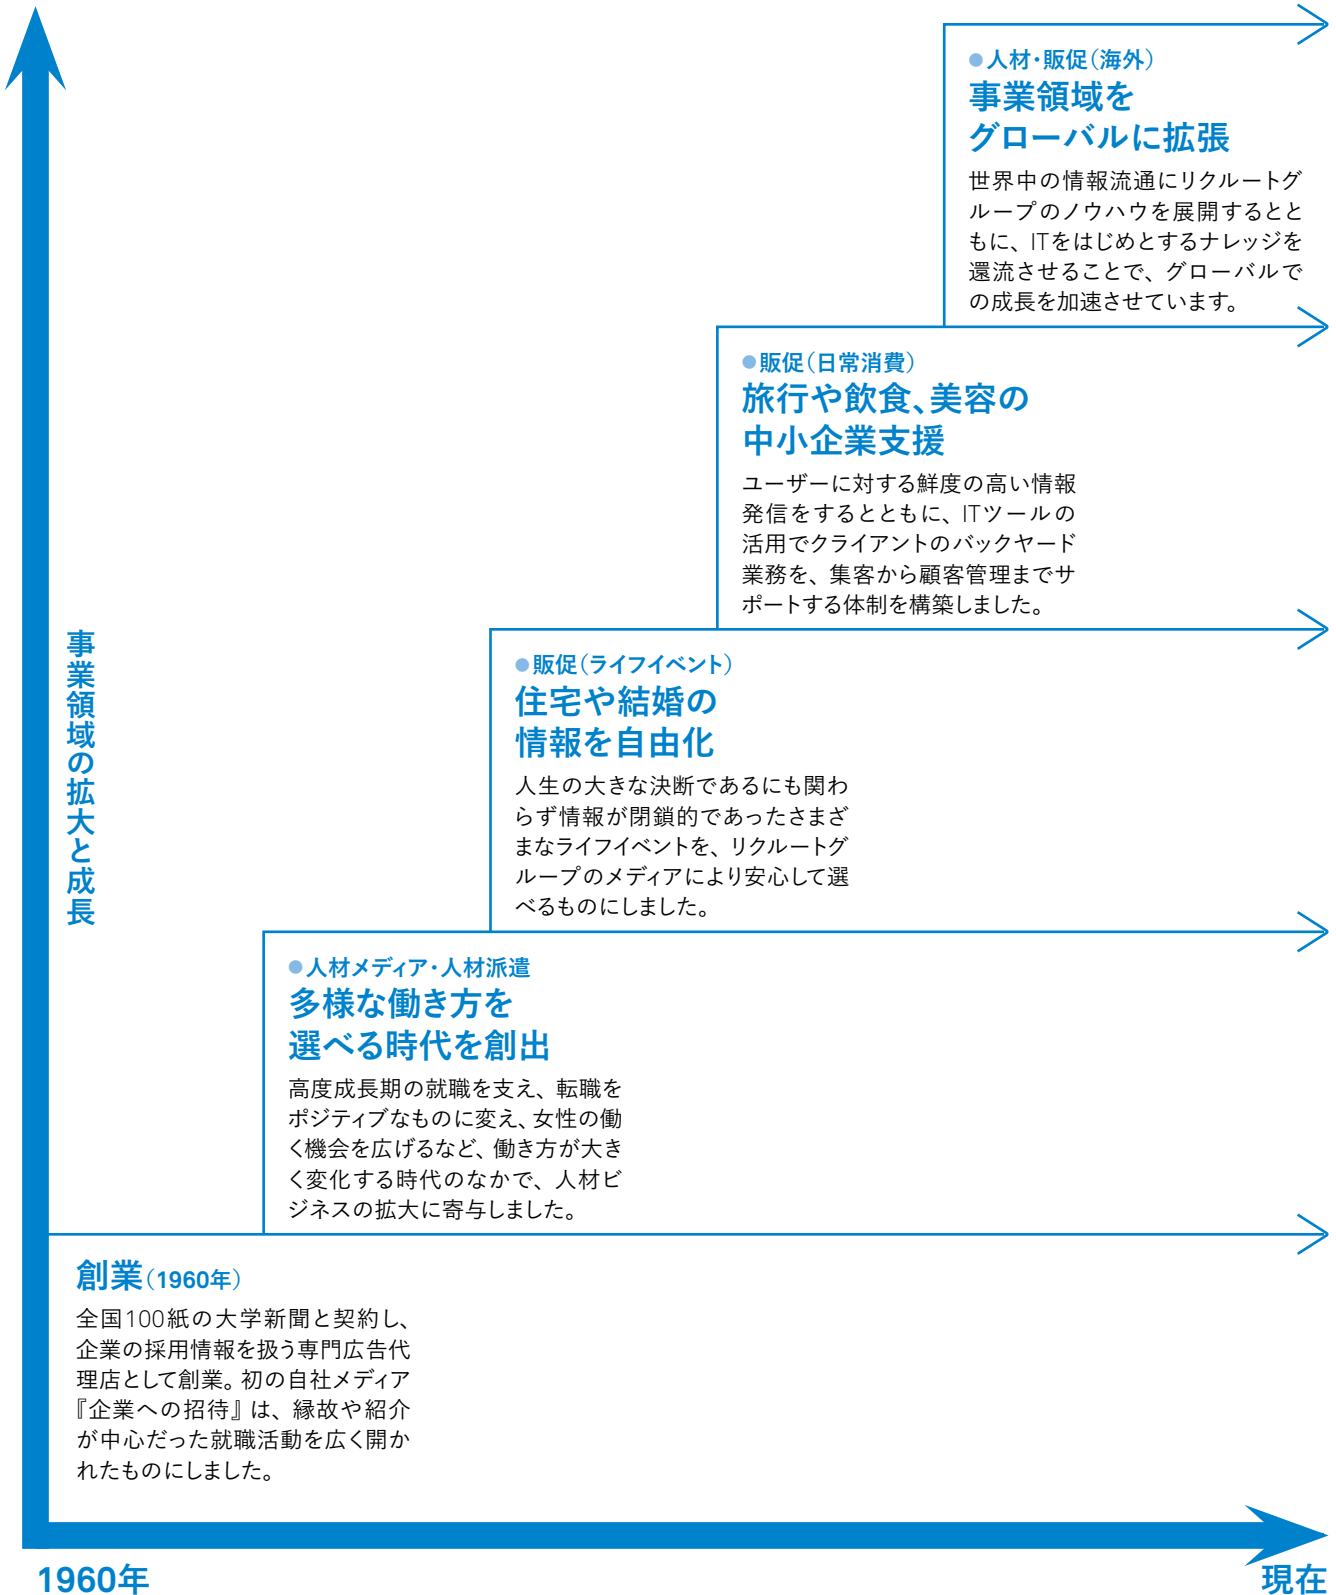 ●人材・販促（海外）
事業領域を
グローバルに拡張
世界中の情報流通にリクルートグ
ループのノウハウを展開するとと
もに、ITをはじめとするナレッジを
還流させることで、グローバルで
の成長を加速させています。
●販促（日常消費）
旅行や飲食、美容の
中小企業支援
ユーザーに対する鮮度の高い情報
発信をするとともに、ITツールの
活用でクライアントのバックヤード
業務を、集客から顧客管理までサ
ポートする体制を構築しました。
事業領域の拡大と成長
●販促（ライフイベント）
住宅や結婚の
情報を自由化
人生の大きな決断であるにも関わ
らず情報が閉鎖的であったさまざ
まなライフイベントを、リクルートグ
ループのメディアにより安心して選
べるものにしました。
●人材メディア・人材派遣
多様な働き方を
選べる時代を創出
高度成長期の就職を支え、転職を
ポジティブなものに変え、女性の働
く機会を広げるなど、働き方が大き
く変化する時代のなかで、人材ビ
ジネスの拡大に寄与しました。
創業（1960年）
全国100紙の大学新聞と契約し、
企業の採用情報を扱う専門広告代
理店として創業。初の自社メディア
『企業への招待』は、縁故や紹介
が中心だった就職活動を広く開か
れたものにしました。
1960年
現在